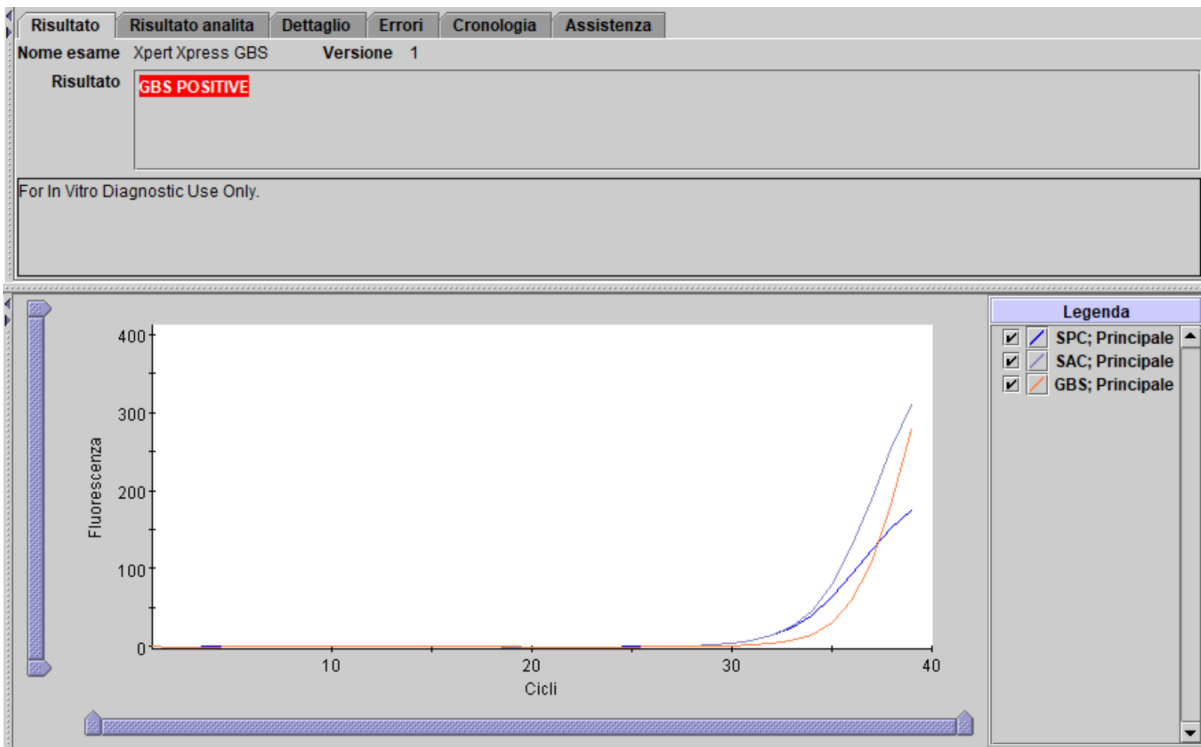 Risultato Risultato analita Dettaglio Errori Cronologia Assistenza
Nome esame Xpert Xpress GBS Versione 1
Risultato GBS POSITIVE
For In Vitro Diagnostic Use Only.
Legenda
SPC; Principale
SAC; Principale
GBS; Principale
Fluorescenza
400
300
200
100
0
10 20 30 40
Cicli